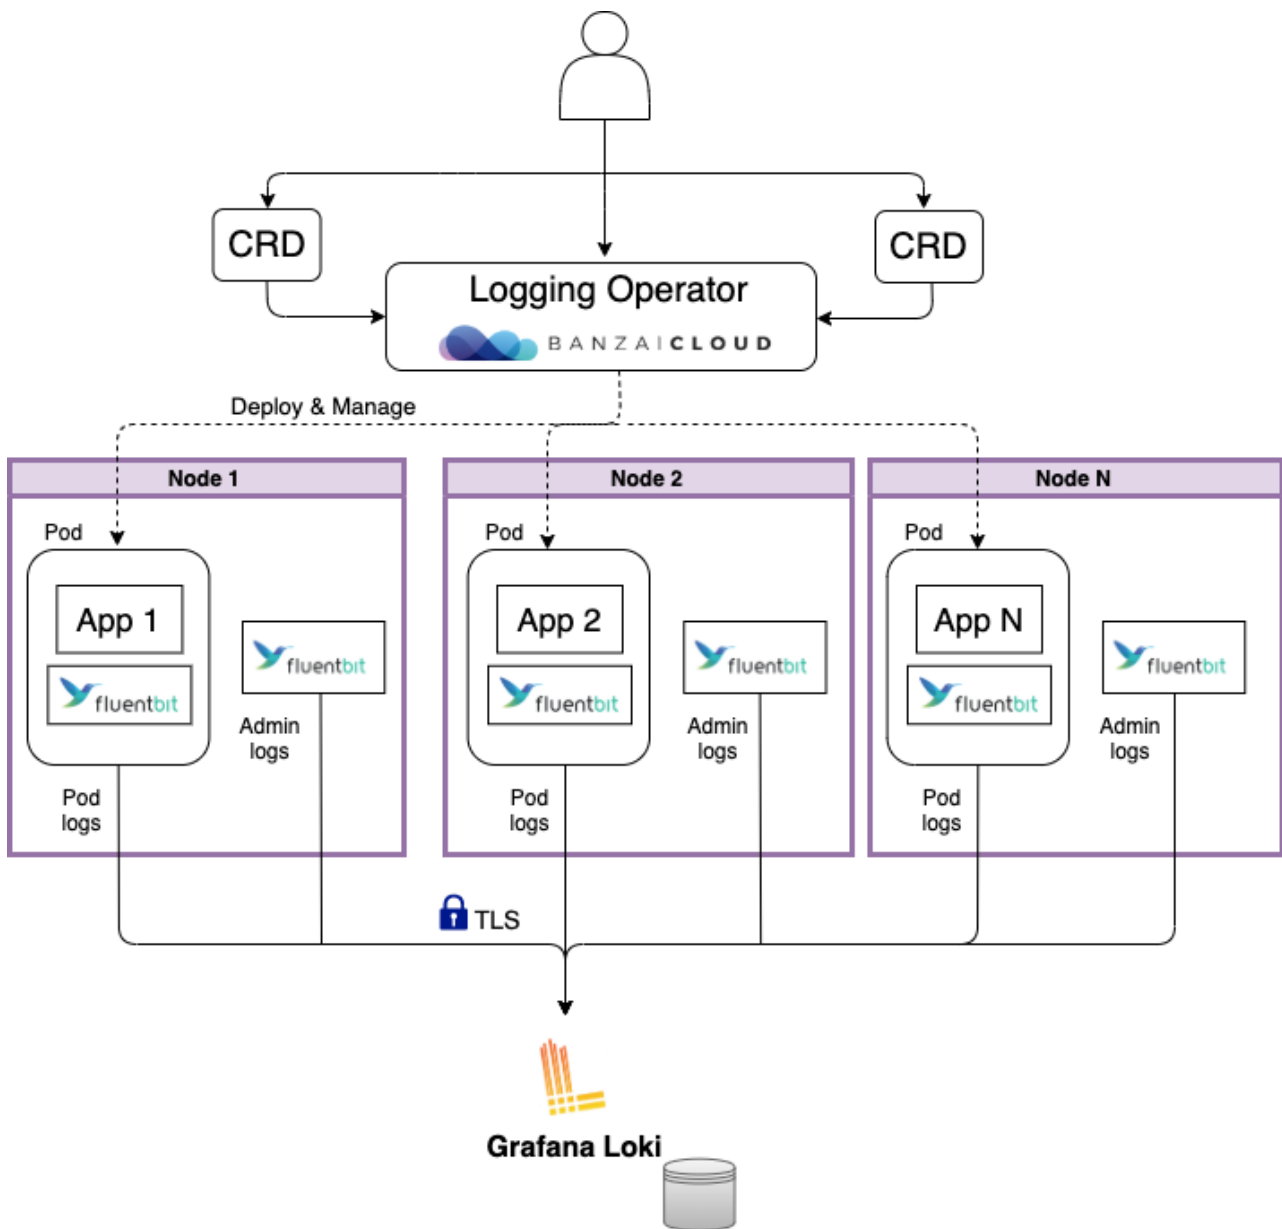 CRD
CRD
Logging Operator
BANZAICLOUD
Deploy & Manage
Node 1
Node 2
Node N
Pod
Pod
Pod
App 1
App 2
App N
fluentbit
fluentbit
fluentbit
fluentbit
fluentbit
fluentbit
Admin
logs
Admin
logs
Admin
logs
Pod
logs
Pod
logs
Pod
logs
TLS
Grafana Loki